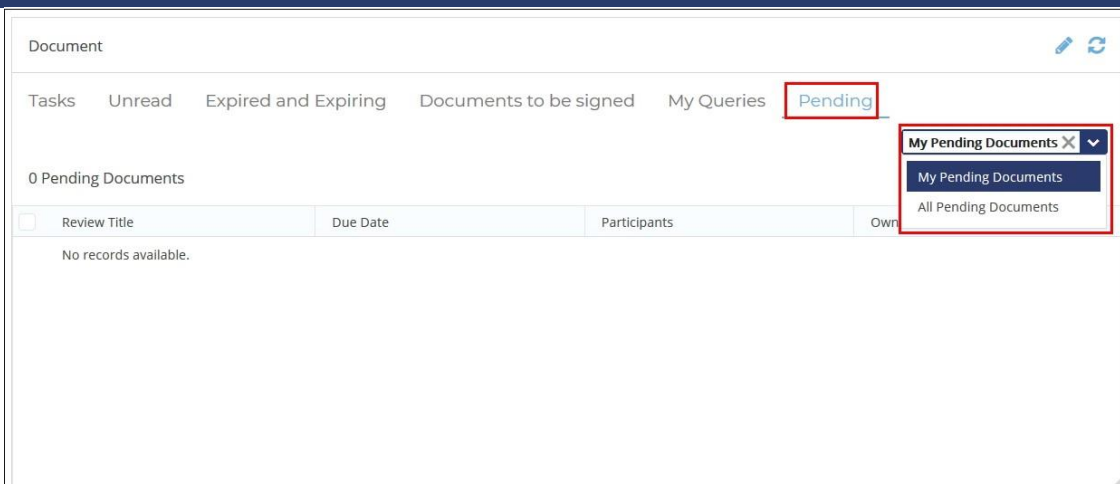 Document
Tasks Unread Expired and Expiring Documents to be signed My Queries Pending
My Pending Documents
0 Pending Documents
My Pending Documents
All Pending Documents
Review Title Due Date Participants Own
No records available.